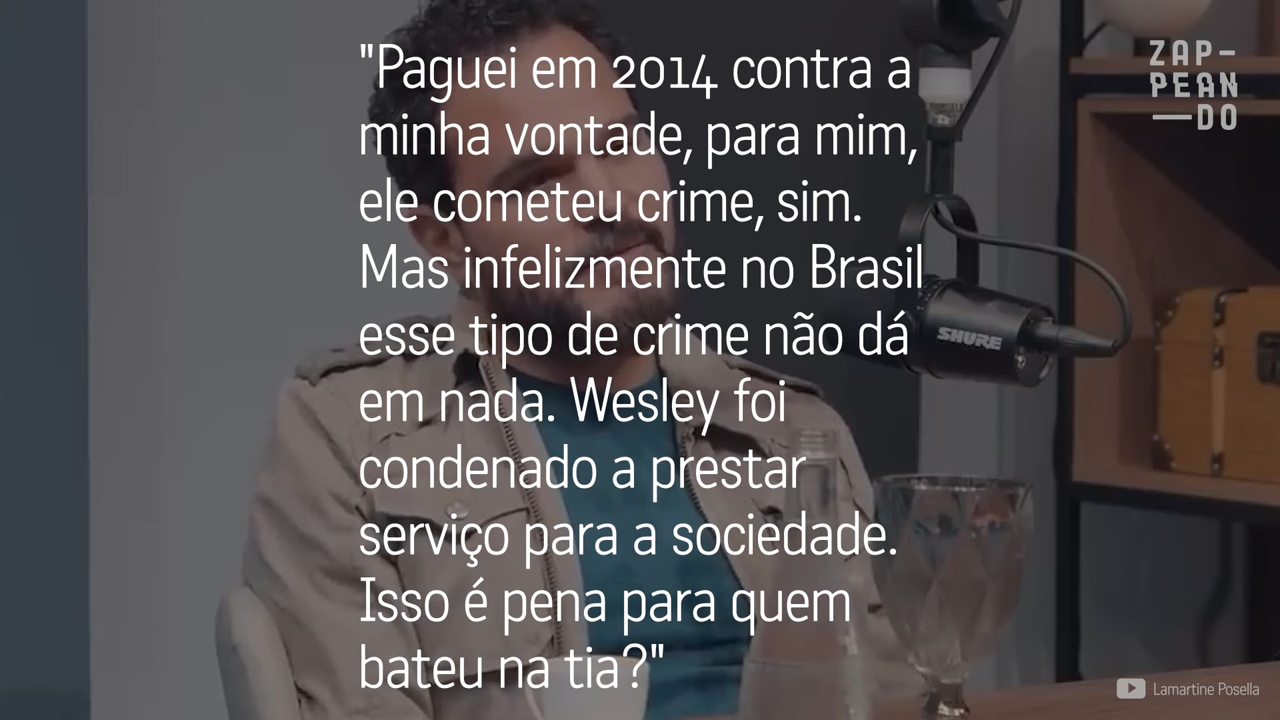 "Paguei em 2014 contra a
minha vontade, para mim,
ele cometeu crime, sim.
Mas infelizmente no Brasil
esse tipo de crime não dá
em nada. Wesley foi
condenado a prestar
serviço para a sociedade.
Isso é pena para quem
bateu na tia?"
ZAP-
PEAN
—DO
SHURE
Lamartine Posella